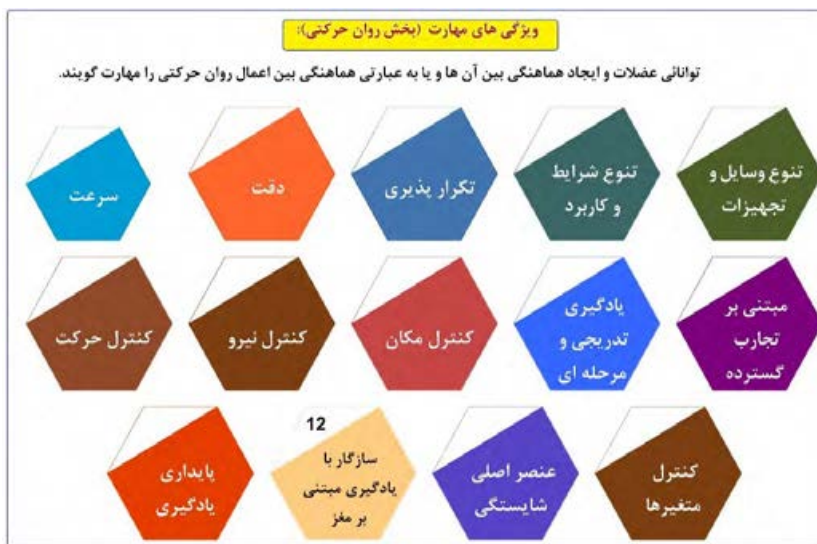 ویژگی های مهارت (بخش روان حرکتی):
توانائی عضلات و ایجاد هماهنگی بین آن ها و یا به عبارتی هماهنگی بین اعمال روان حرکتی را مهارت گویند.
تنوع وسایل و
تجهیزات
تنوع شرایط
و کاربرد
تکرار پذیری
دقت
سرعت
مبتنی بر
تجارب
گسترده
یادگیری
تدریجی و
مرحله ای
کنترل مکان
کنترل نیرو
کنترل حرکت
کنترل
متغیرها
عنصر اصلی
شایستگی
12
سازگار با
یادگیری مبتنی
بر مغز
پایداری
یادگیری